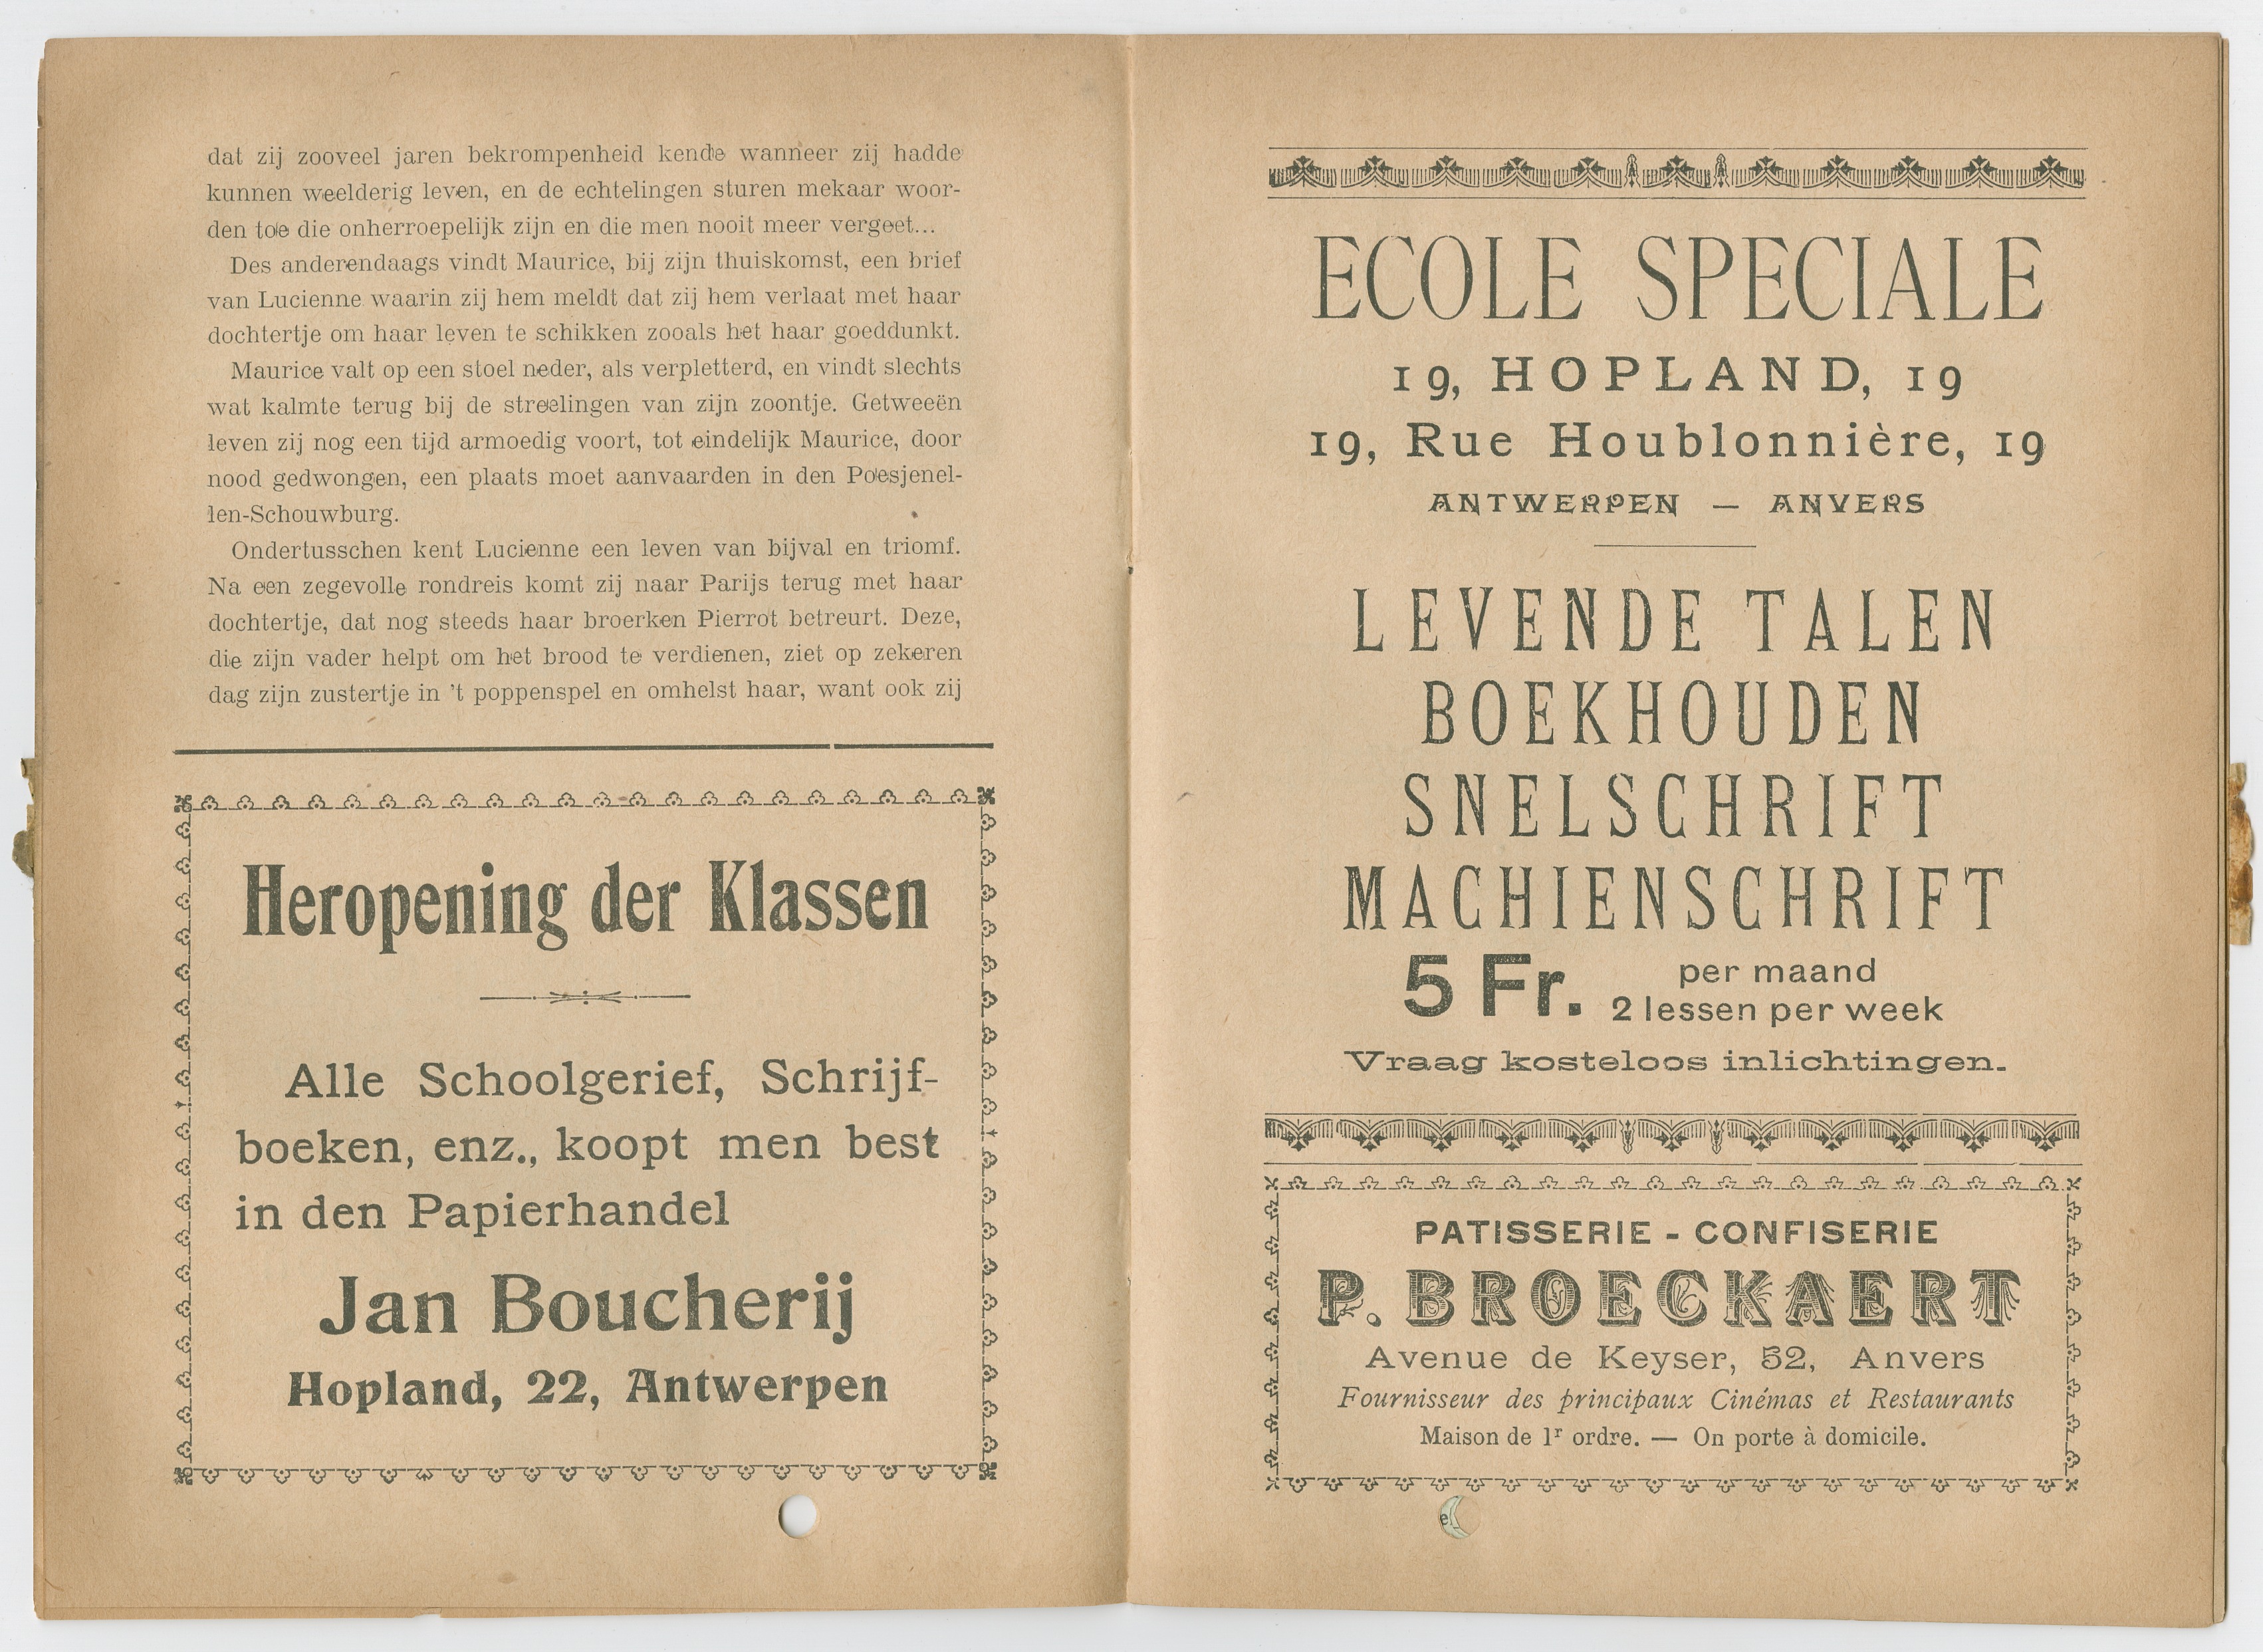 dat zij zooveel jaren bekrompenheid kende wanneer zij hadde
kunnen weelderig leven, en de echtelingen sturen mekaar woor-
den toe die onherroepelijk zijn en die men nooit meer vergeet...
Des anderendaags vindt Maurice, bij zijn thuiskomst, een brief
van Lucienne waarin zij hem meldt dat zij hem verlaat met haar
dochtertje om haar leven te schikken zooals het haar goeddunkt.
Maurice valt op een stoel neder, als verpletterd, en vindt slechts
wat kalmte terug bij de streelingen van zijn zoontje. Getweeën
leven zij nog een tijd armoedig voort, tot eindelijk Maurice, door
nood gedwongen, een plaats moet aanvaarden in den Poesjenel-
len-Schouwburg.
Ondertusschen kent Lucienne een leven van bijval en triomf.
Na een zegevolle rondreis komt zij naar Parijs terug met haar
dochtertje, dat nog steeds haar broerken Pierrot betreurt. Deze,
die zijn vader helpt om het brood te verdienen, ziet op zekeren
dag zijn zustertje in 't poppenspel en omhelst haar, want ook zij
Heropening der Klassen
Alle Schoolgerief, Schrijf-
boeken, enz., koopt men best
in den Papierhandel
Jan Boucherij
Hopland, 22, Antwerpen
ECOLE SPECIALE
19, HOPLAND, 19
19, Rue Houblonnière, 19
ANTWERPEN — ANVERS
LEVENDE TALEN
BOEKHOUDEN
SNELSCHRIFT
MACHIENSCHRIFT
5 Fr. per maand
2 lessen per week
Vraag kosteloos inlichtingen.
PATISSERIE - CONFISERIE
P. BROECKAERT
Avenue de Keyser, 52, Anvers
Fournisseur des principaux Cinémas et Restaurants
Maison de 1r ordre. — On porte à domicile.
e